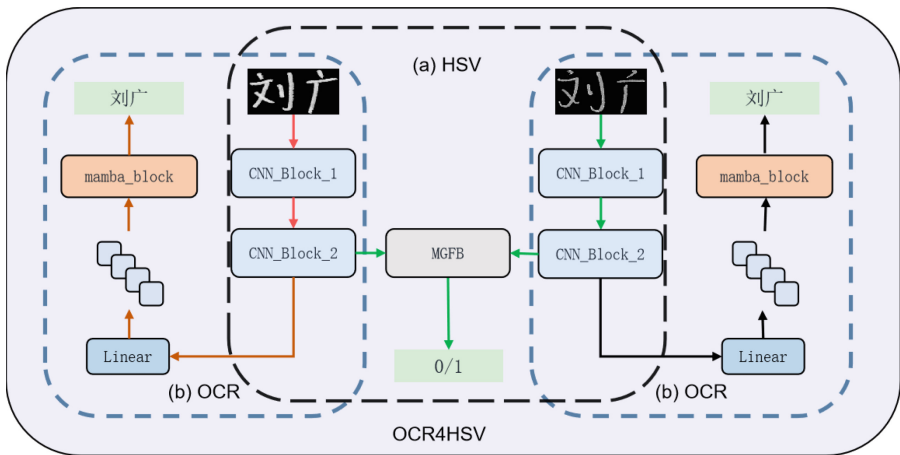 (a) HSV
刘广
刘广
刘广
刘广
CNN_Block_1
CNN_Block_1
mamba_block
mamba_block
CNN_Block_2
MGFB
CNN_Block_2
Linear
0/1
Linear
(b) OCR
(b) OCR
OCR4HSV